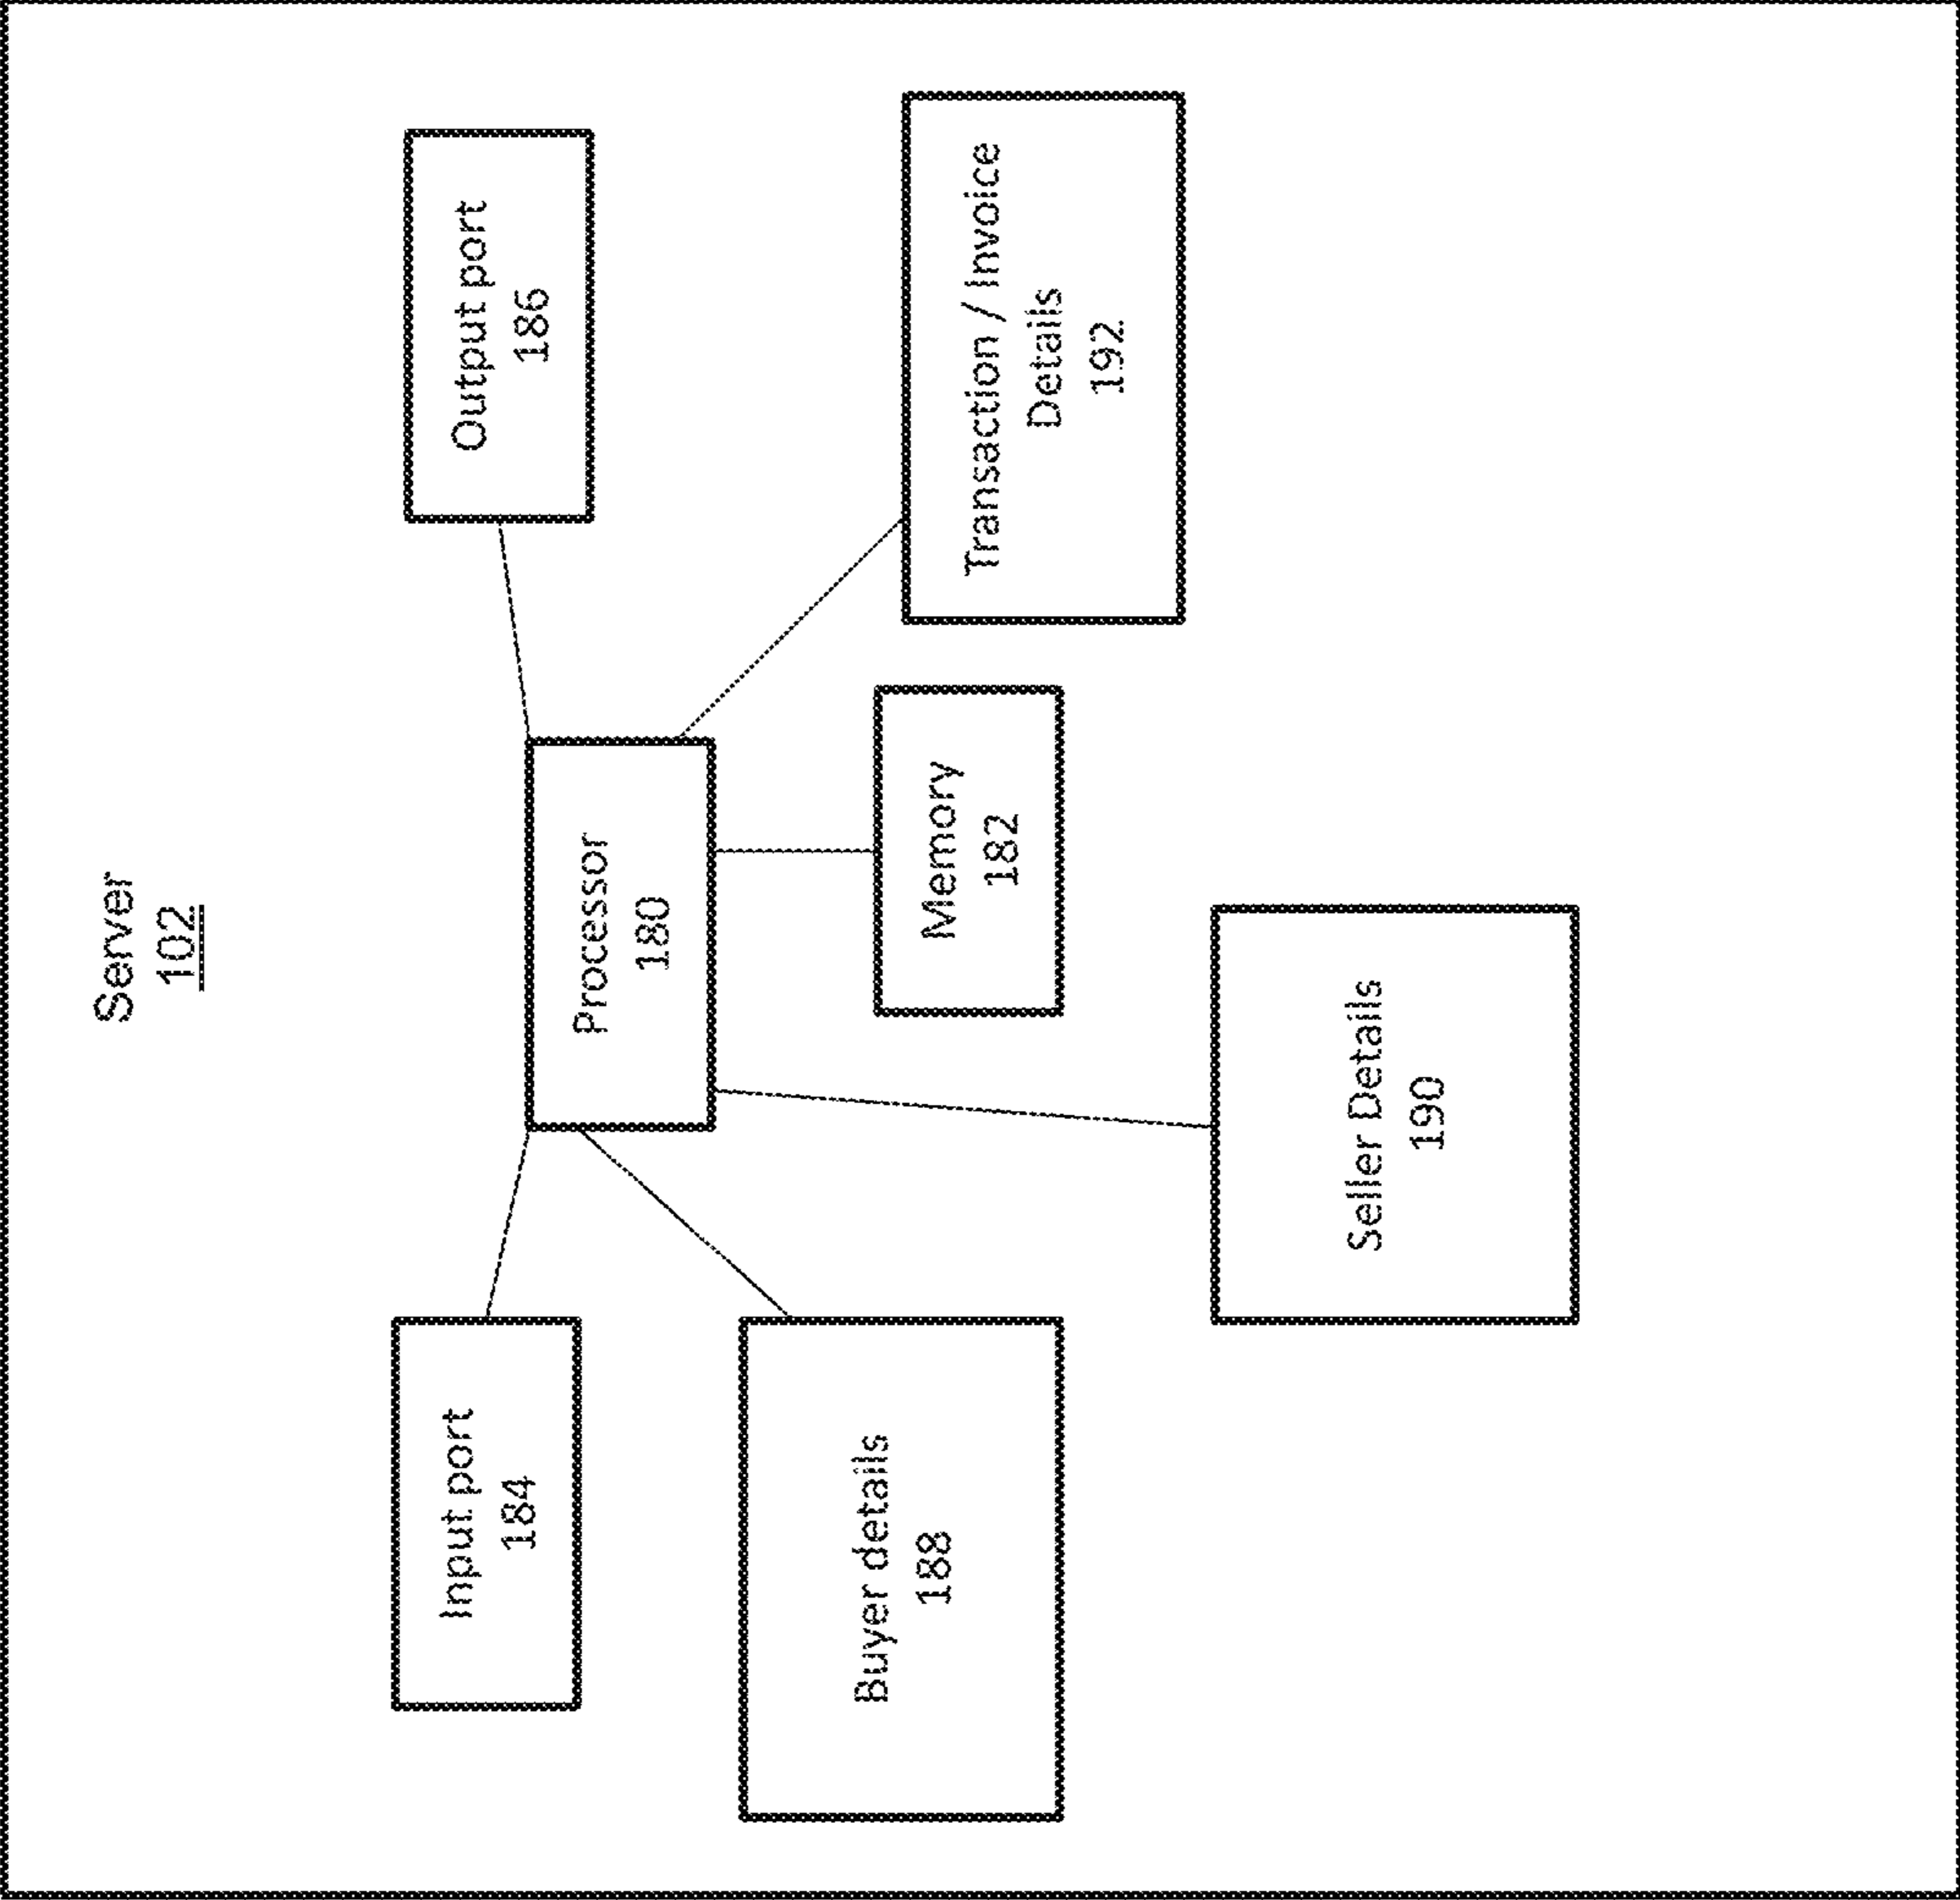 Server
102
Input port
184
Processor
180
Output port
186
Buyer details
188
Memory
182
Transaction / Invoice
Details
192
Seller Details
190